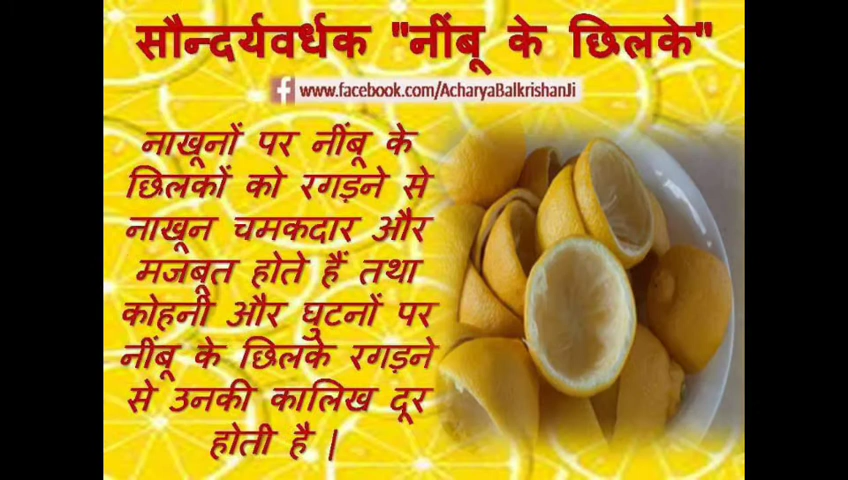 सौन्दर्यवर्धक "नींबू के छिलके"
f www.facebook.com/AcharyaBalkrishanJi
नाखूनों पर नींबू के
छिलकों को रगड़ने से
नाखून चमकदार और
मजबूत होते हैं तथा
कोहनी और घुटनों पर
नींबू के छिलके रगड़ने
से उनकी कालिख दूर
होती है |